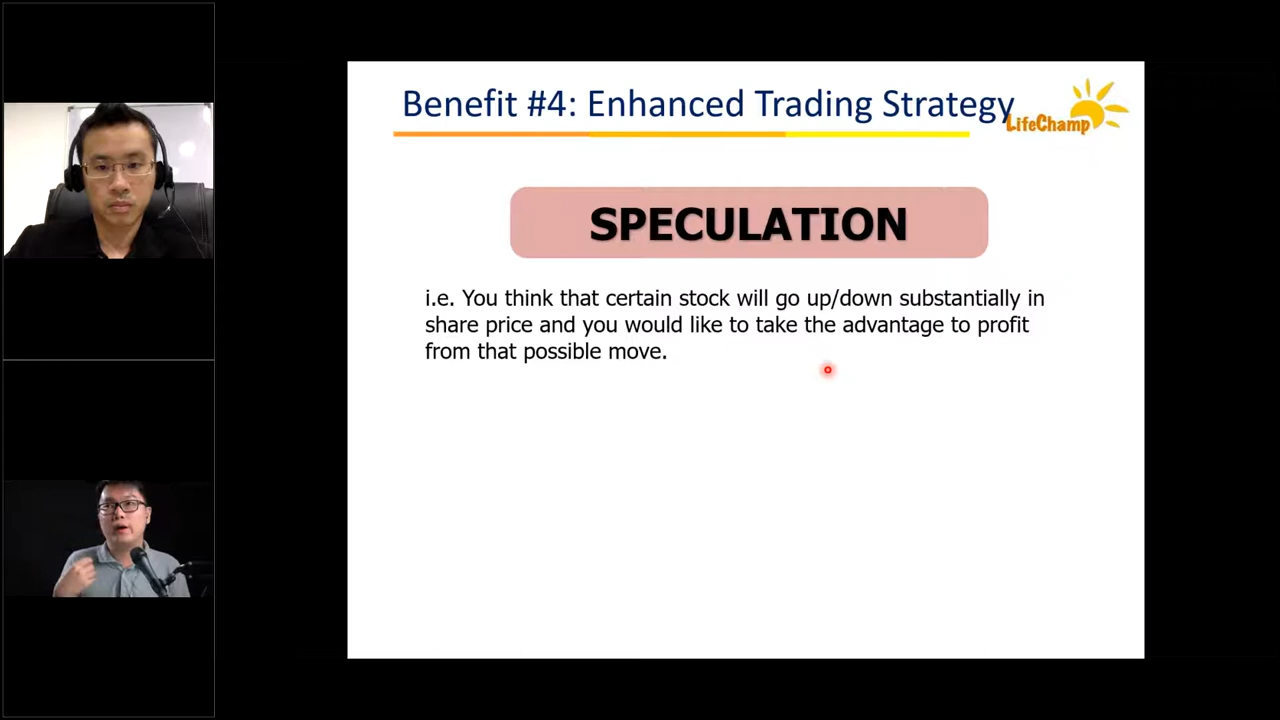 Benefit #4: Enhanced Trading Strategy
LifeChamp
SPECULATION
i.e. You think that certain stock will go up/down substantially in
share price and you would like to take the advantage to profit
from that possible move.